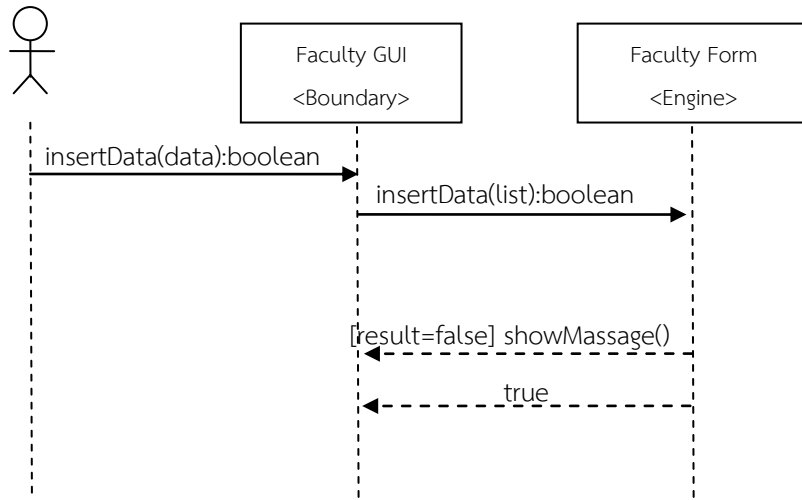 Faculty GUI
<Boundary>
Faculty Form
<Engine>
insertData(data):boolean
insertData(list):boolean
[result=false] showMassage()
true